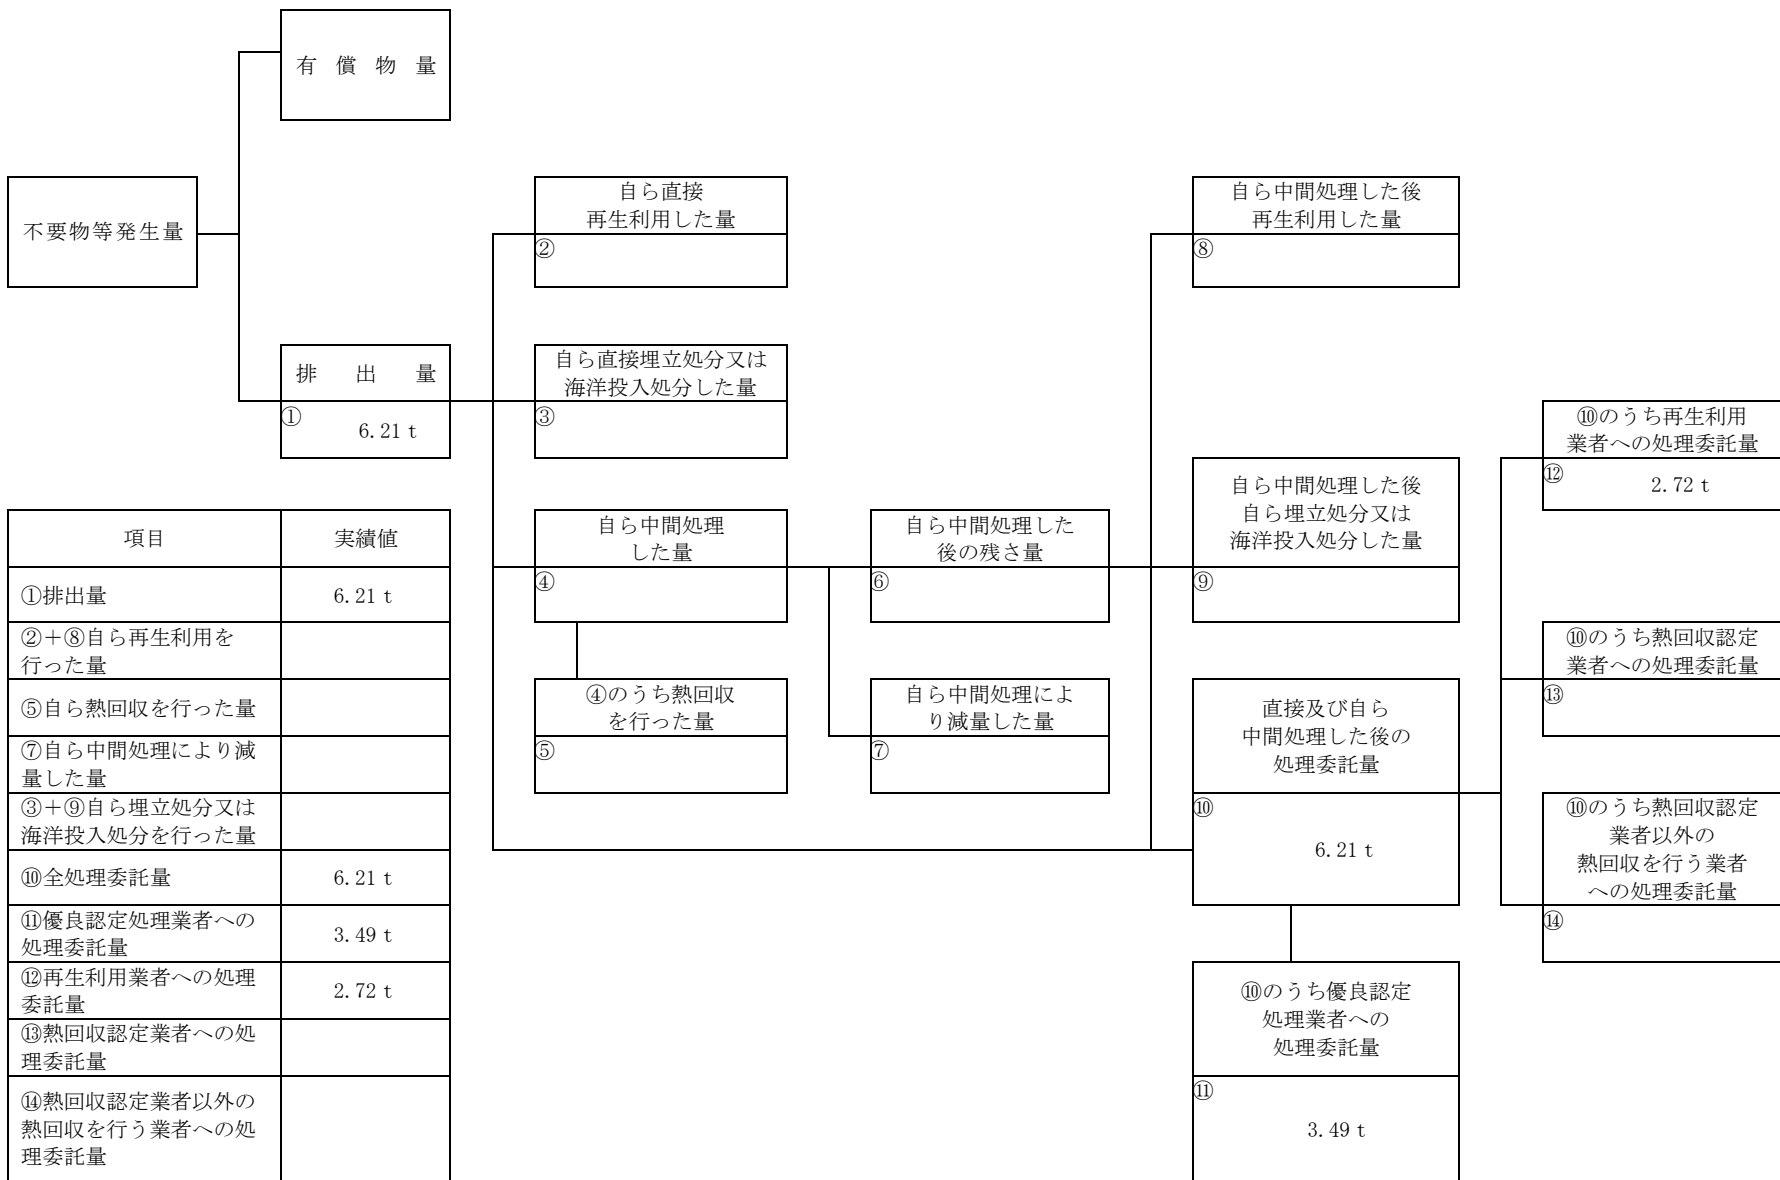 有償物量
不要物等発生量
排出量
①
6.21 t
自ら直接
再生利用した量
②
自ら直接埋立処分又は
海洋投入処分した量
③
自ら中間処理
した量
④
④のうち熱回収
を行った量
⑤
自ら中間処理した
後の残さ量
⑥
自ら中間処理によ
り減量した量
⑦
自ら中間処理した後
再生利用した量
⑧
自ら中間処理した後
自ら埋立処分又は
海洋投入処分した量
⑨
直接及び自ら
中間処理した後の
処理委託量
⑩
6.21 t
⑩のうち優良認定
処理業者への
処理委託量
⑪
3.49 t
⑩のうち再生利用
業者への処理委託量
⑫
2.72 t
⑩のうち熱回収認定
業者への処理委託量
⑬
⑩のうち熱回収認定
業者以外の
熱回収を行う業者
への処理委託量
⑭
項目 実績値
①排出量 6.21 t
②＋⑧自ら再生利用を
行った量
⑤自ら熱回収を行った量
⑦自ら中間処理により減
量した量
③＋⑨自ら埋立処分又は
海洋投入処分を行った量
⑩全処理委託量 6.21 t
⑪優良認定処理業者への
処理委託量 3.49 t
⑫再生利用業者への処理
委託量 2.72 t
⑬熱回収認定業者への処
理委託量
⑭熱回収認定業者以外の
熱回収を行う業者への処
理委託量